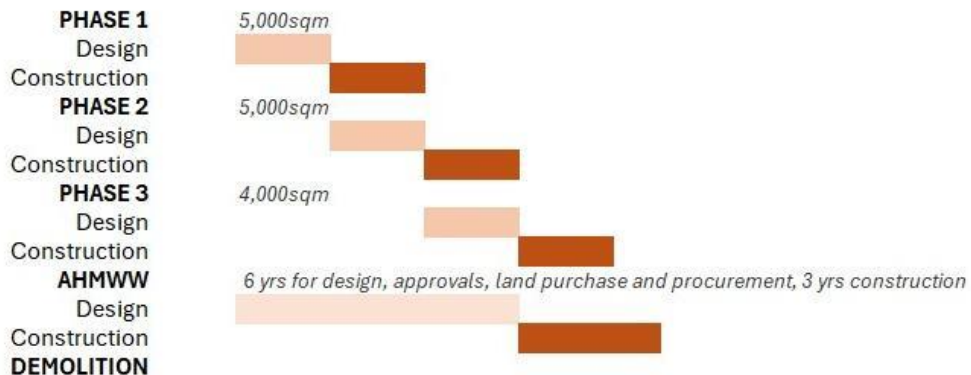 PHASE 1 5,000sqm
Design
Construction
PHASE 2 5,000sqm
Design
Construction
PHASE 3 4,000sqm
Design
Construction
AHMWW 6 yrs for design, approvals, land purchase and procurement, 3 yrs construction
Design
Construction
DEMOLITION